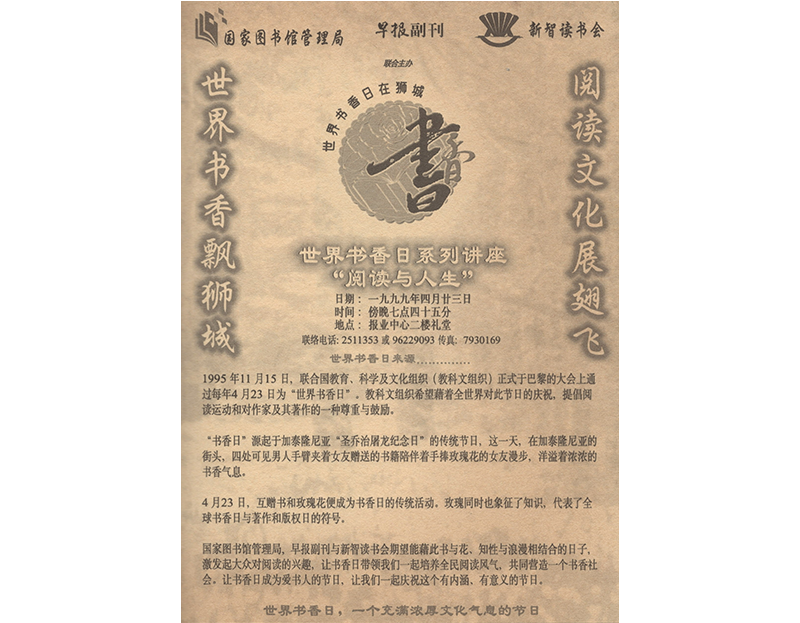 国家图书馆管理局
早报副刊
新智读书会
联合主办
世界书香飘狮城
世界书香日在狮城
書香
阅读文化展翅飞
世界书香日系列讲座
“阅读与人生”
日期： 一九九九年四月廿三日
时间： 傍晚七点四十五分
地点： 报业中心二楼礼堂
联络电话: 2511353 或 96229093 传真: 7930169
世界书香日来源.............
1995 年 11 月 15 日，联合国教育、科学及文化组织（教科文组织）正式于巴黎的大会上通
过每年4 月 23 日为“世界书香日”。教科文组织希望藉着全世界对此节日的庆祝，提倡阅
读运动和对作家及其著作的一种尊重与鼓励。
“书香日”源起于加泰隆尼亚“圣乔治屠龙纪念日”的传统节日，这一天，在加泰隆尼亚的
街头，四处可见男人手臂夹着女友赠送的书籍陪伴着手捧玫瑰花的女友漫步，洋溢着浓浓的
书香气息。
4 月 23 日，互赠书和玫瑰花便成为书香日的传统活动。玫瑰同时也象征了知识，代表了全
球书香日与著作和版权日的符号。
国家图书馆管理局，早报副刊与新智读书会期望能藉此书与花、知性与浪漫相结合的日子，
激发起大众对阅读的兴趣，让书香日带领我们一起培养全民阅读风气，共同营造一个书香社
会。让书香日成为爱书人的节日，让我们一起庆祝这个有内涵、有意义的节日。
世界书香日，一个充满浓厚文化气息的节日